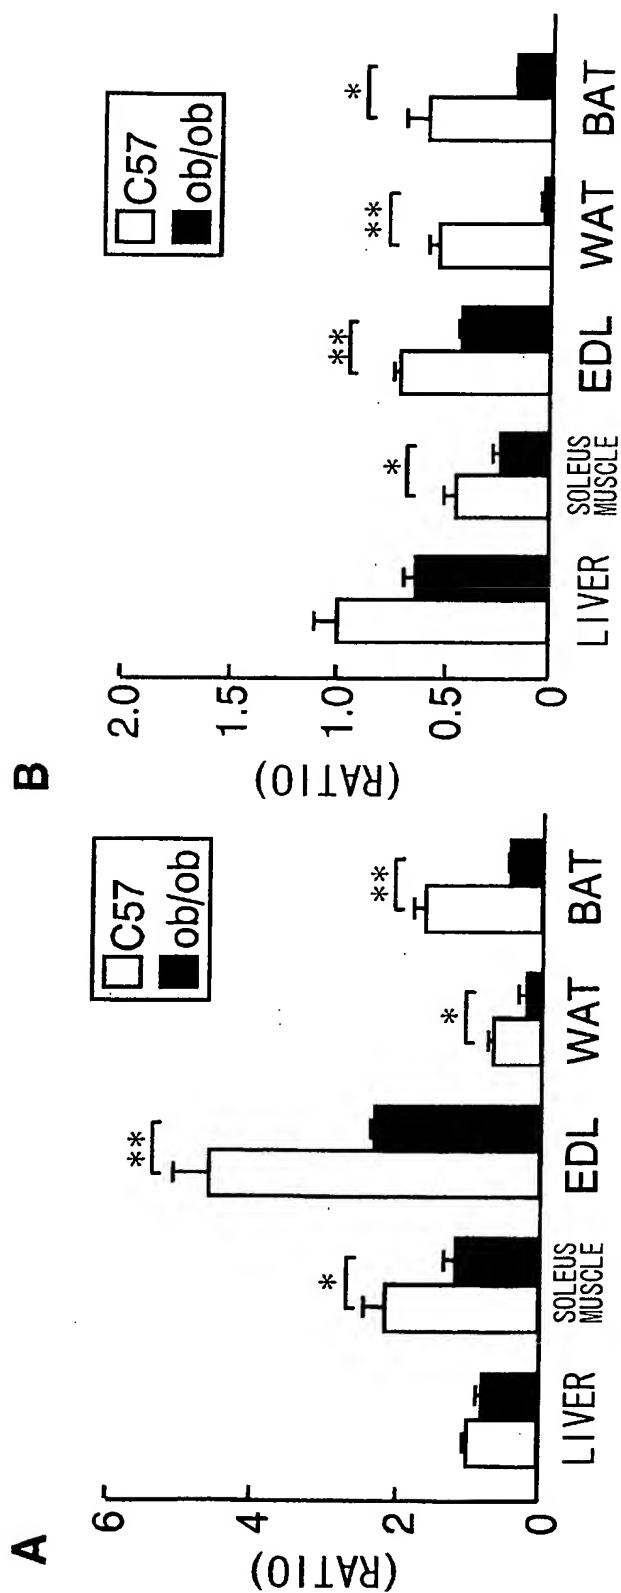 A
(RATIO)
6
4
2
0
C57
ob/ob
*
**
*
**
LIVER
SOLEUS
MUSCLE
EDL
WAT
BAT
B
(RATIO)
2.0
1.5
1.0
0.5
0
C57
ob/ob
*
**
**
*
LIVER
SOLEUS
MUSCLE
EDL
WAT
BAT